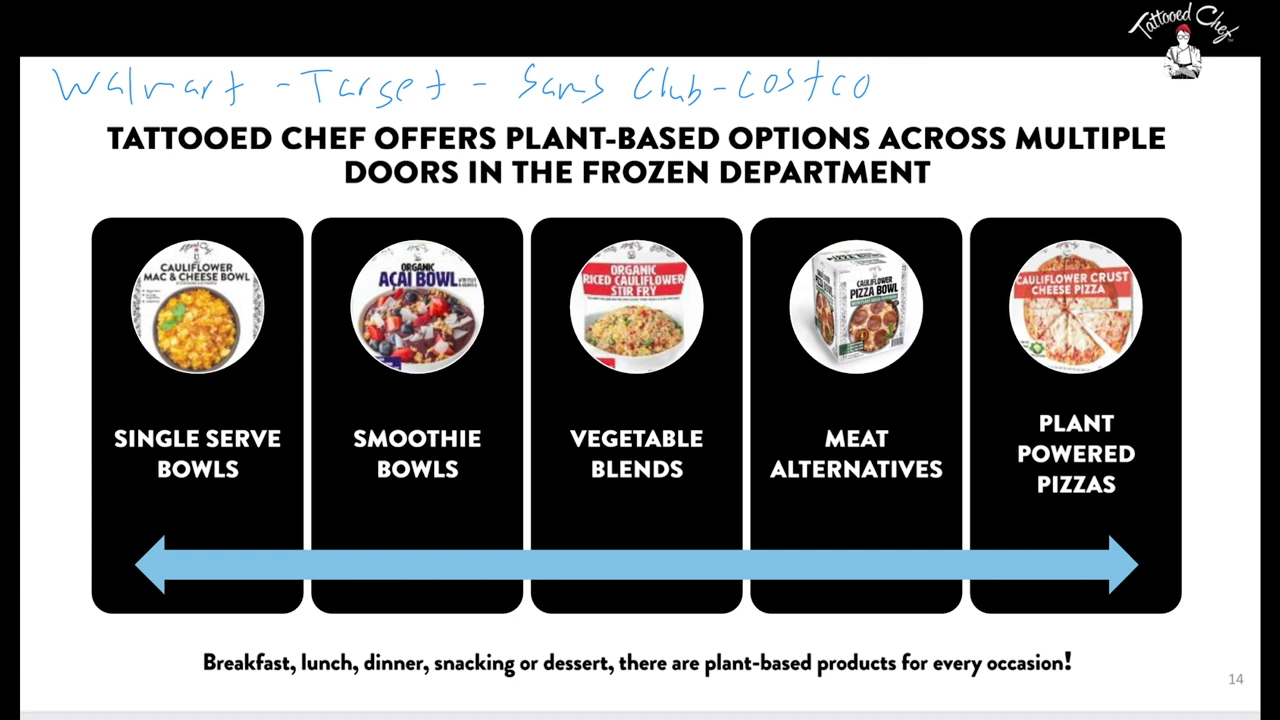 Tattooed Chef
Walmart - Target - Sams Club - Costco
TATTOOED CHEF OFFERS PLANT-BASED OPTIONS ACROSS MULTIPLE
DOORS IN THE FROZEN DEPARTMENT
CAULIFLOWER
MAC & CHEESE BOWL
ORGANIC
AÇAI BOWL
ORGANIC
RICED CAULIFLOWER
STIR FRY
CAULIFLOWER
PIZZA BOWL
CAULIFLOWER CRUST
CHEESE PIZZA
SINGLE SERVE
BOWLS
SMOOTHIE
BOWLS
VEGETABLE
BLENDS
MEAT
ALTERNATIVES
PLANT
POWERED
PIZZAS
Breakfast, lunch, dinner, snacking or dessert, there are plant-based products for every occasion!
14